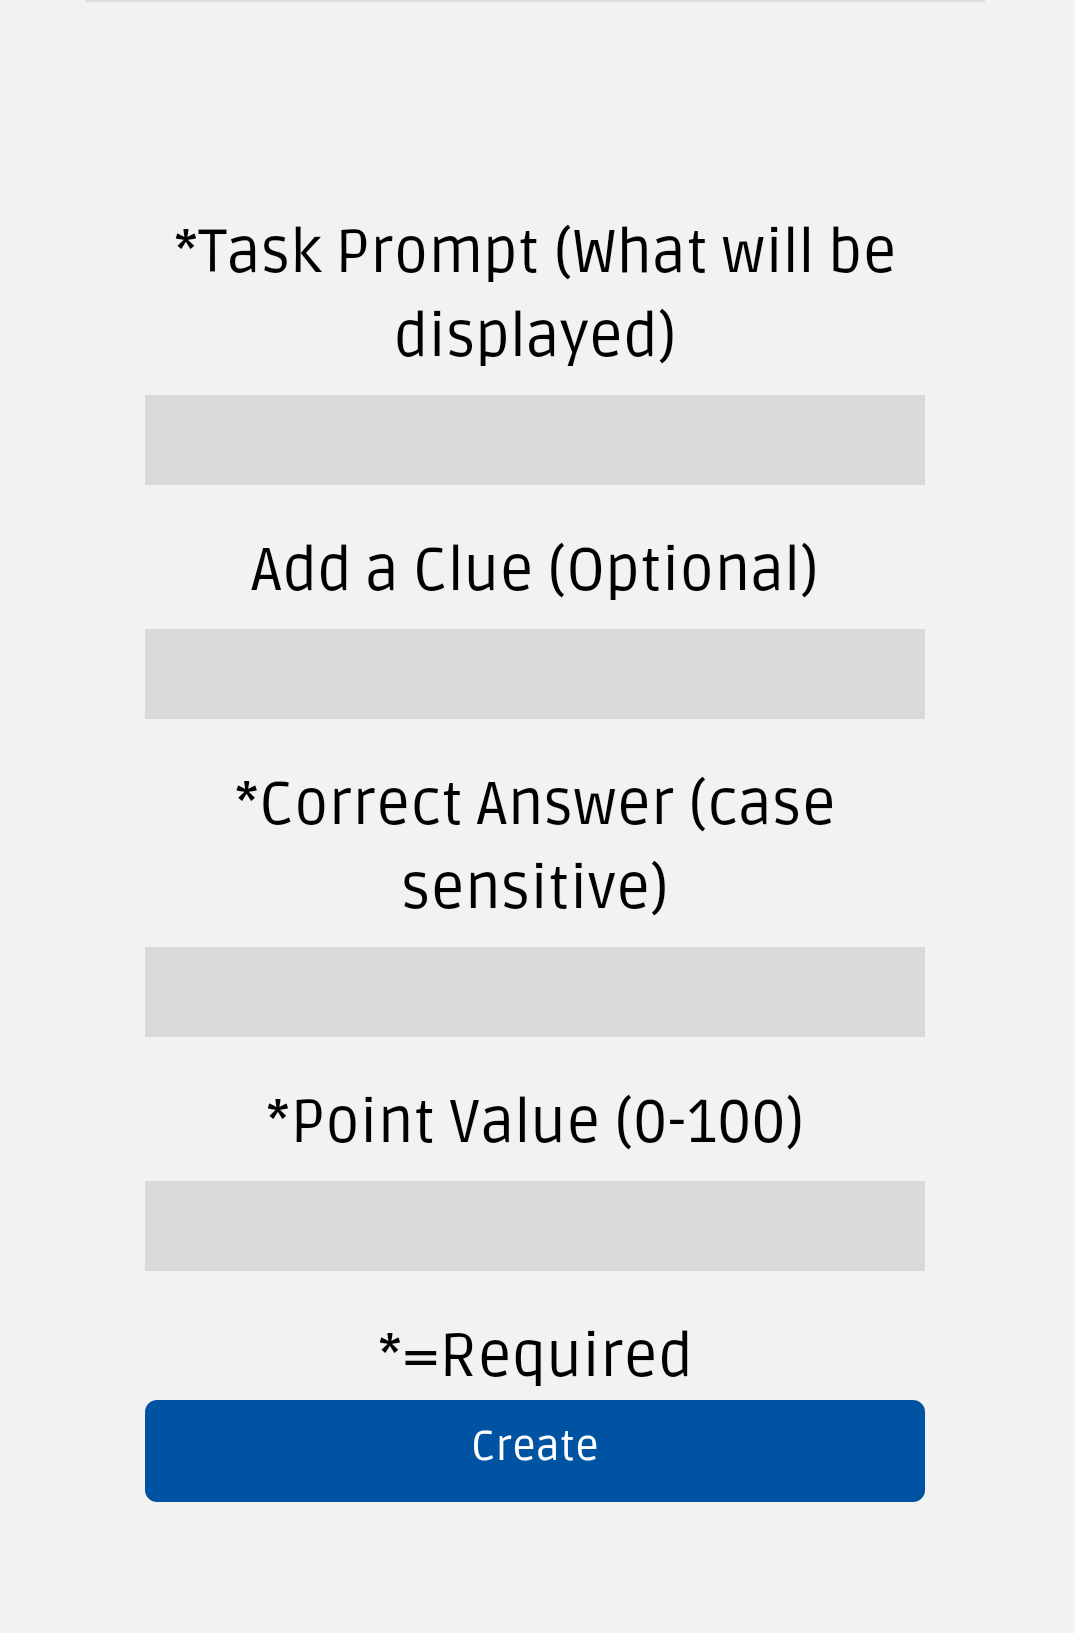 *Task Prompt (What will be
displayed)
Add a Clue (Optional)
*Correct Answer (case
sensitive)
*Point Value (0-100)
*=Required
Create